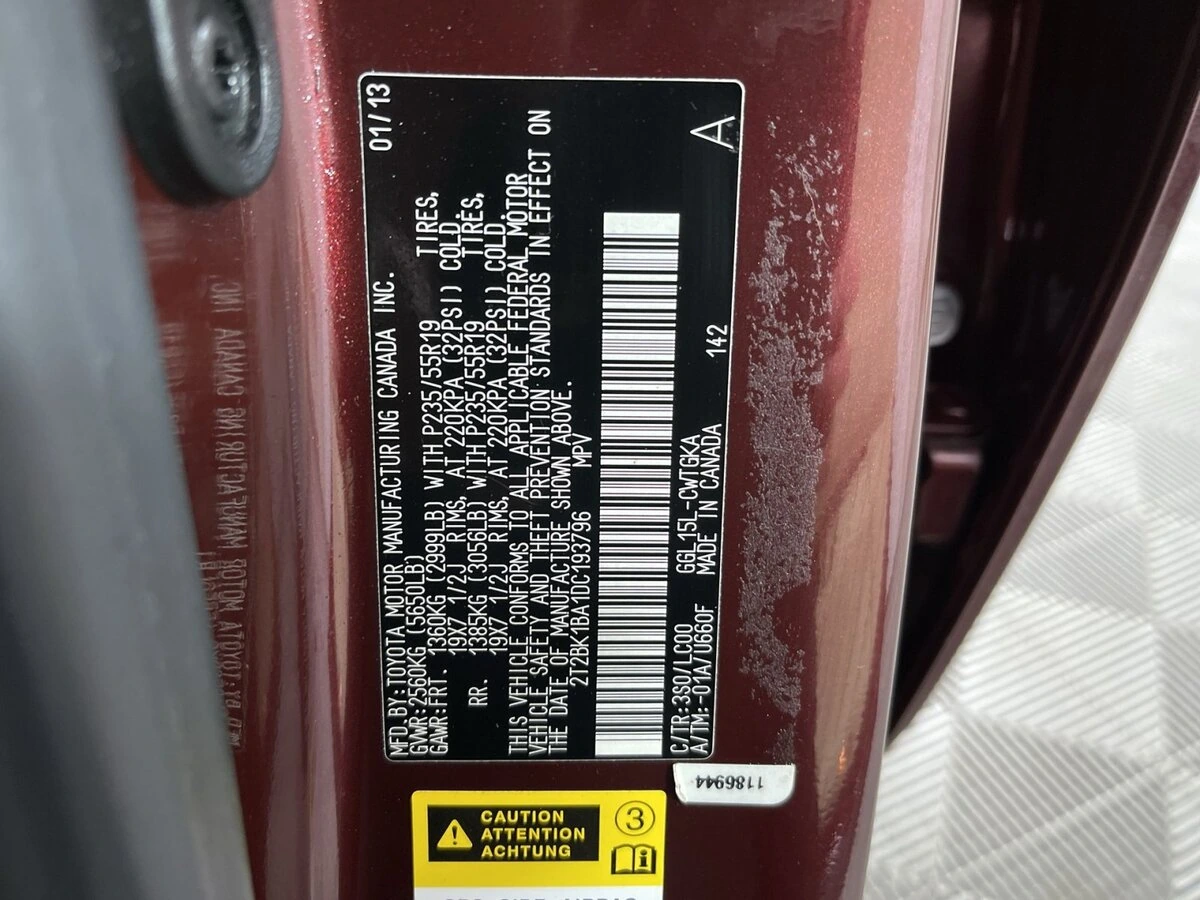 MFD.BY:TOYOTA MOTOR MANUFACTURING CANADA INC. 01/13
GVWR:2560KG (5650LB)
GAWR:FRT. 1360KG (2999LB) WITH P235/55R19 TIRES,
19X7 1/2J RIMS, AT 220KPA (32PSI) COLD.
RR. 1385KG (3056LB) WITH P235/55R19 TIRES,
19X7 1/2J RIMS, AT 220KPA (32PSI) COLD.
THIS VEHICLE CONFORMS TO ALL APPLICABLE FEDERAL MOTOR
VEHICLE SAFETY AND THEFT PREVENTION STANDARDS IN EFFECT ON
THE DATE OF MANUFACTURE SHOWN ABOVE.
2T2BK1BA1DC193796 MPV
C/TR:3S0/LC00 GGL15L-CWTGKA 142
A/TM:-01A/U660F MADE IN CANADA
A
1186944
CAUTION
ATTENTION
ACHTUNG
3